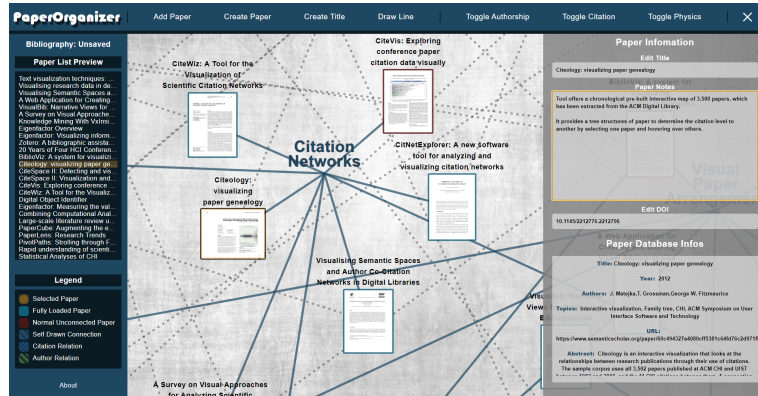 PaperOrganizer
Add Paper
Create Paper
Create Title
Draw Line
Toggle Authorship
Toggle Citation
Toggle Physics
Bibliography: Unsaved
Paper List Preview
Text visualization techniques: ...
Visualising research data in de...
Visualising Semantic Spaces a...
A Web Application for Creating...
VisualBib: Narrative Views for ...
A Survey on Visual Approache...
Knowledge Mining With VxInsi...
Eigenfactor Overview
Eigenfactor: Visualizing inform...
Zotero: A bibliographic assista...
20 Years of Four HCI Conferen...
BiblioViz: A system for visualizi...
Citeology: visualizing paper ge...
CiteSpace II: Detecting and vis...
CiteSpace II: Visualization and...
CiteVis: Exploring conference ...
CiteWiz: A Tool for the Visualiz...
Digital Object Identifier
Eigenfactor: Measuring the val...
Combining Computational Anal...
Large-scale literature review u...
PaperCube: Augmenting the e...
PaperLens: Research Trends
PivotPaths: Strolling through F...
Rapid understanding of scienti...
Statistical Analyses of CHI
Legend
Selected Paper
Fully Loaded Paper
Normal Unconnected Paper
Self Drawn Connection
Citation Relation
Author Relation
About
CiteVis: Exploring
conference paper
citation data visually
CiteWiz: A Tool for the
Visualization of
Scientific Citation Networks
Citation
Networks
CitNetExplorer: A new software
tool for analyzing and
visualizing citation networks
Citeology:
visualizing
paper genealogy
Visualising Semantic Spaces
and Author Co-Citation
Networks in Digital Libraries
A Survey on Visual Approaches
for Analyzing Scientific
Paper Infomation
Edit Title
Citeology: visualizing paper genealogy
Paper Notes
Tool offers a chronological pre-built interactive map of 3,500 papers, which
has been extracted from the ACM Digital Library.
It provides a tree structures of paper to determine the citation level to
another by selecting one paper and hovering over others.
Visual
Paper
Edit DOI
10.1145/2212776.2212796
Paper Database Infos
Title: Citeology: visualizing paper genealogy
Year: 2012
Authors: J. Matejka,T. Grossman,George W. Fitzmaurice
Topics: Interactive visualization, Family tree, CHI, ACM Symposium on User
Interface Software and Technology
URL:
https://www.semanticscholar.org/paper/60c494327a4080cff5381c64fd76c2d971f8
Abstract: Citeology is an interactive visualization that looks at the
relationships between research publications through their use of citations.
The sample corpus uses all 3,502 papers published at ACM CHI and UIST